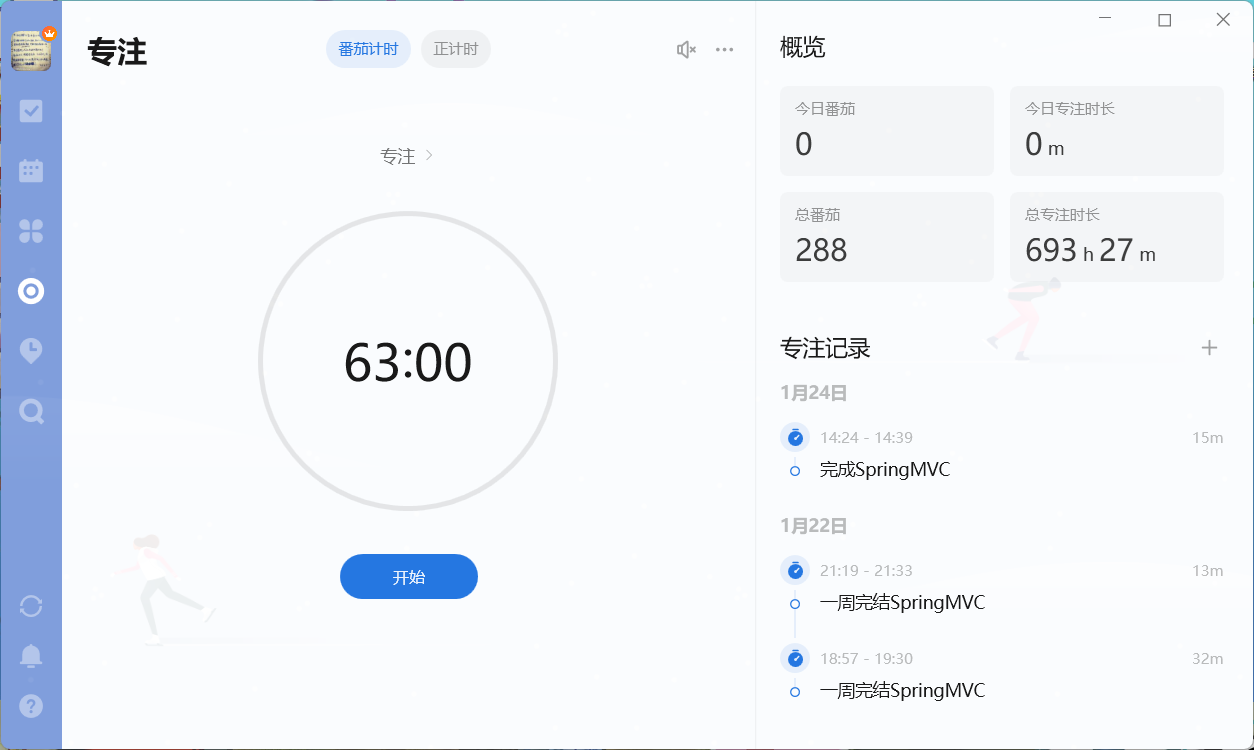 专注
番茄计时
正计时
专注
63:00
开始
概览
今日番茄
0
今日专注时长
0 m
总番茄
288
总专注时长
693 h 27 m
专注记录
1月24日
14:24 - 14:39
15m
完成SpringMVC
1月22日
21:19 - 21:33
13m
一周完结SpringMVC
18:57 - 19:30
32m
一周完结SpringMVC